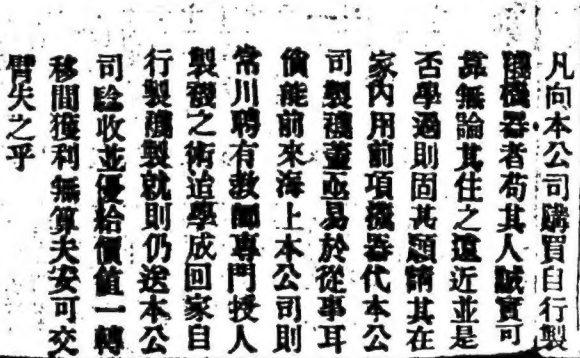 凡向本公司購買自行製
襪機器者苟其人誠實可
靠無論其住之遠近並是
否學過則固甚願請其在
家內用前項機器代本公
司製襪蓋亟易於從事耳
倘能前來海上本公司則
常川聘有教師專門授人
製襪之術迨學成回家自
行製襪製就則仍送本公
司驗收並優給價值一轉
移間獲利無算夫安可交
臂失之乎